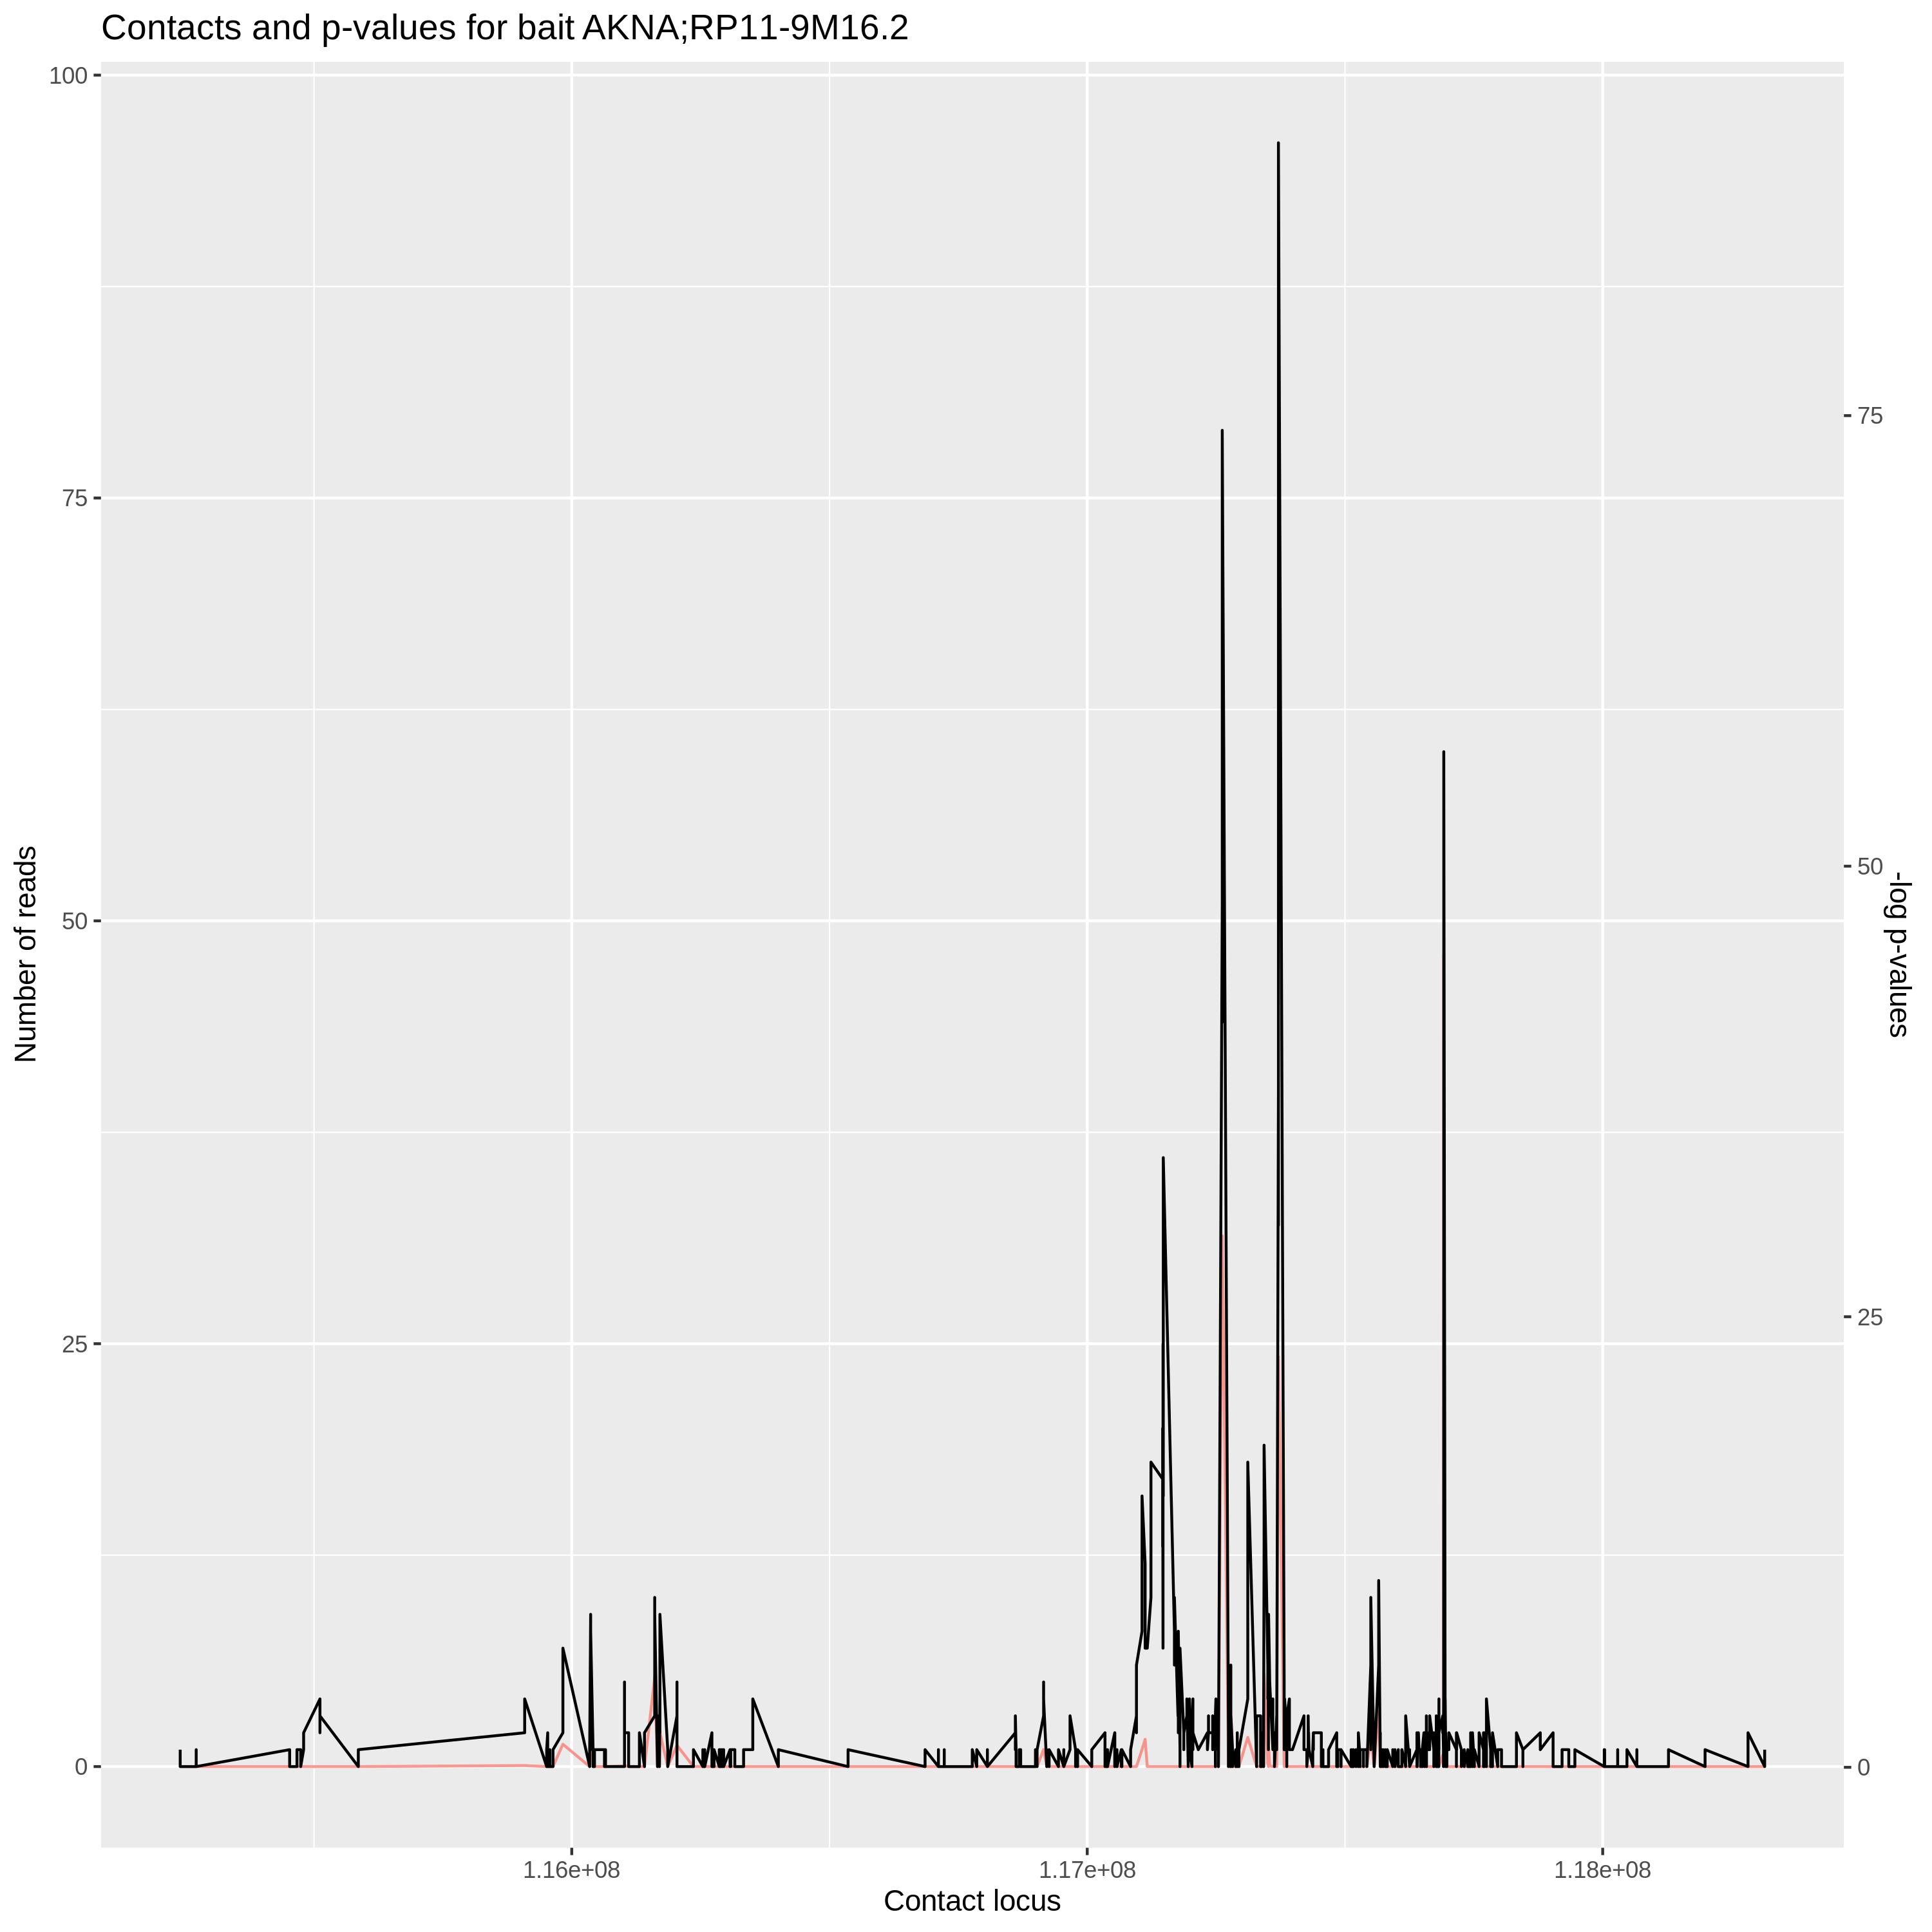 Contacts and p-values for bait AKNA;RP11-9M16.2
100
75
50
25
0
Number of reads
75
50
25
0
-log p-values
1.16e+08
1.17e+08
1.18e+08
Contact locus